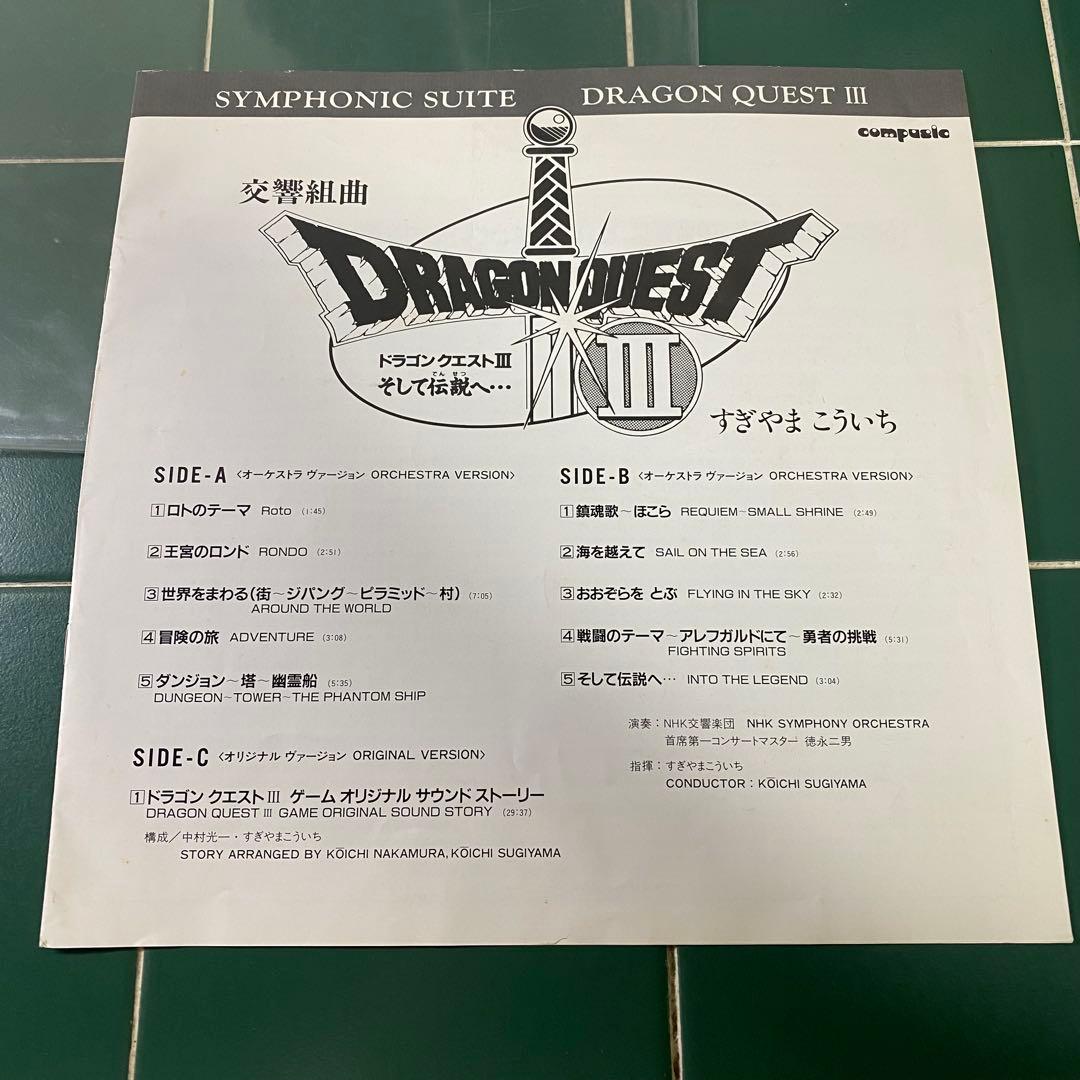 SYMPHONIC SUITE DRAGON QUEST III
compusic
交響組曲
DRAGON QUEST
III
ドラゴンクエストIII
でんせつ
そして伝説へ…
すぎやまこういち
SIDE-A 〈オーケストラ ヴァージョン ORCHESTRA VERSION〉
1 ロトのテーマ Roto (1:45)
2 王宮のロンド RONDO (2:51)
3 世界をまわる(街~ジパング~ピラミッド~村) (7:05)
AROUND THE WORLD
4 冒険の旅 ADVENTURE (3:08)
5 ダンジョン~塔~幽霊船 (5:35)
DUNGEON~TOWER~THE PHANTOM SHIP
SIDE-B 〈オーケストラ ヴァージョン ORCHESTRA VERSION〉
1 鎮魂歌~ほこら REQUIEM~SMALL SHRINE (2:49)
2 海を越えて SAIL ON THE SEA (2:56)
3 おおぞらを とぶ FLYING IN THE SKY (2:32)
4 戦闘のテーマ~アレフガルドにて~勇者の挑戦 (5:31)
FIGHTING SPIRITS
5 そして伝説へ… INTO THE LEGEND (3:04)
演奏:NHK交響楽団 NHK SYMPHONY ORCHESTRA
首席第一コンサートマスター 徳永二男
指揮:すぎやまこういち
CONDUCTOR:KŌICHI SUGIYAMA
SIDE-C 〈オリジナル ヴァージョン ORIGINAL VERSION〉
1 ドラゴン クエストIII ゲーム オリジナル サウンド ストーリー
DRAGON QUEST III GAME ORIGINAL SOUND STORY (29:37)
構成/中村光一・すぎやまこういち
STORY ARRANGED BY KŌICHI NAKAMURA, KŌICHI SUGIYAMA